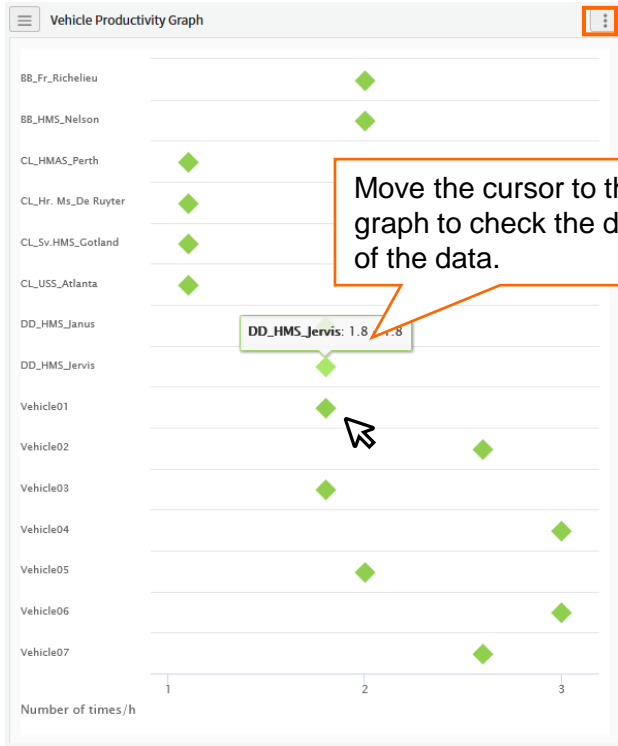 Vehicle Productivity Graph
BB_Fr_Richelieu
BB_HMS_Nelson
CL_HMAS_Perth
CL_Hr. Ms_De Ruyter
CL_Sv.HMS_Gotland
CL_USS_Atlanta
DD_HMS_Janus
DD_HMS_Jervis
Vehicle01
Vehicle02
Vehicle03
Vehicle04
Vehicle05
Vehicle06
Vehicle07
Move the cursor to
graph to check the
of the data.
DD_HMS_Jervis: 1.8
1 2 3
Number of times/h